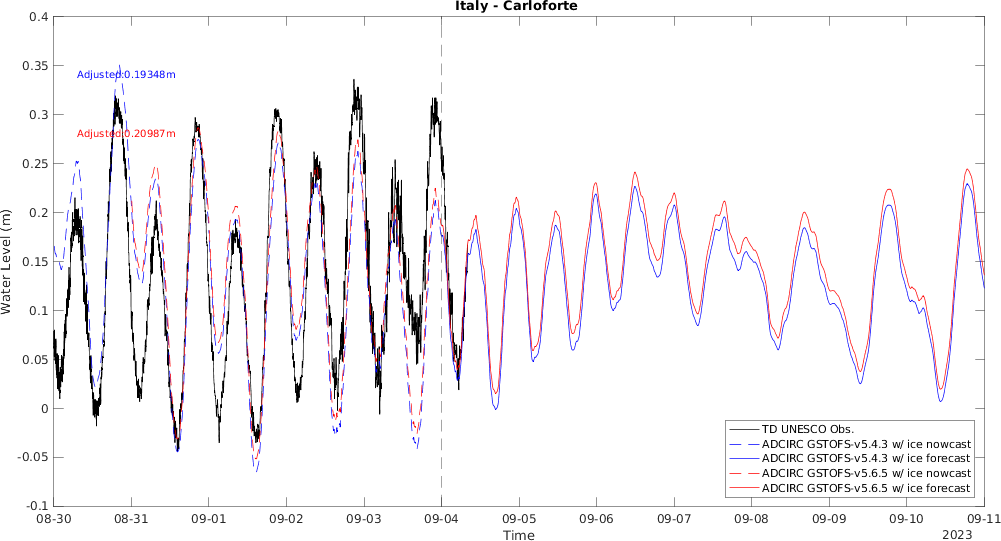 Italy - Carloforte
0.4
0.35
0.3
0.25
0.2
0.15
0.1
0.05
0
-0.05
-0.1
Water Level (m)
Adjusted:0.19348m
Adjusted:0.20987m
TD UNESCO Obs.
ADCIRC GSTOFS-v5.4.3 w/ ice nowcast
ADCIRC GSTOFS-v5.4.3 w/ ice forecast
ADCIRC GSTOFS-v5.6.5 w/ ice nowcast
ADCIRC GSTOFS-v5.6.5 w/ ice forecast
08-30 08-31 09-01 09-02 09-03 09-04 09-05 09-06 09-07 09-08 09-09 09-10 09-11
Time
2023